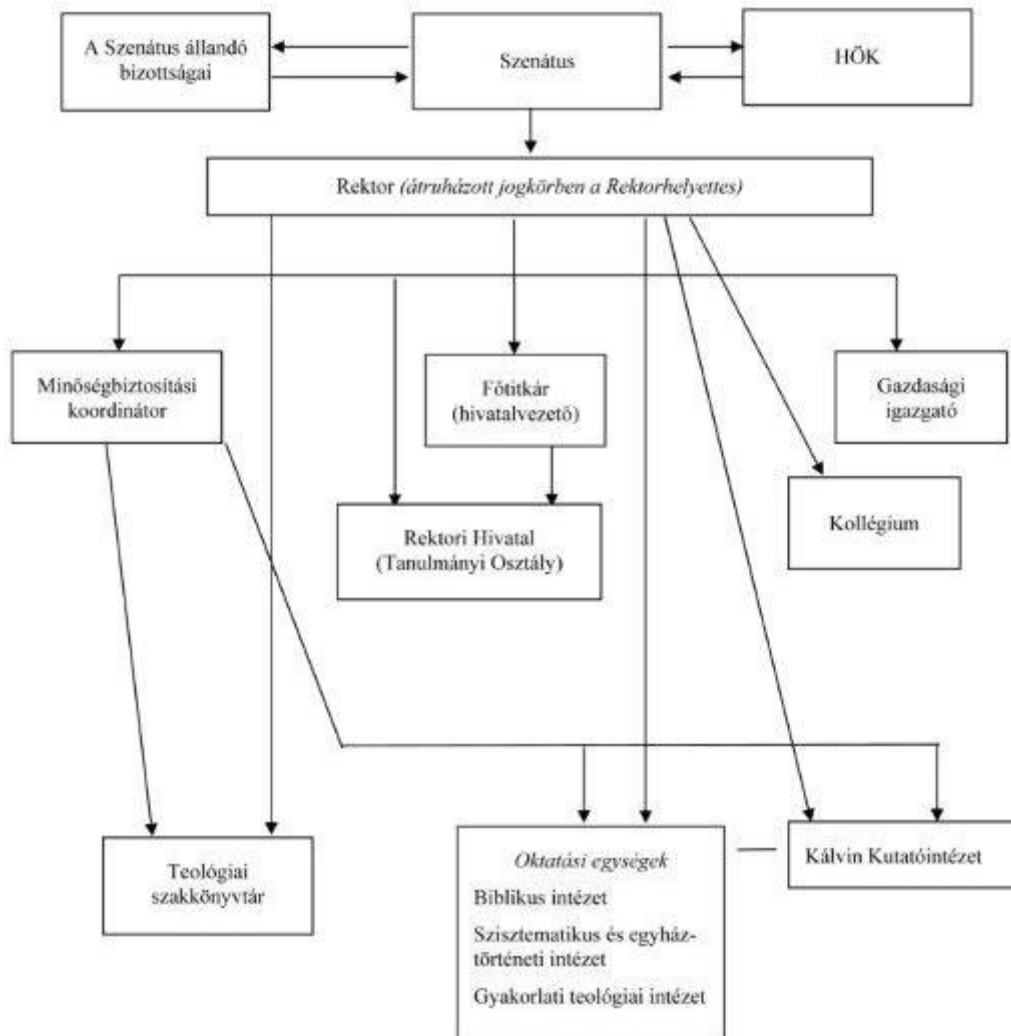 A Szenátus állandó
bizottságai
Szenátus
HÖK
Rektor (átruházott jogkörben a Rektorhelyettes)
Minőségbiztosítási
koordinátor
Főtitkár
(hivatalvezető)
Gazdasági
igazgató
Rektori Hivatal
(Tanulmányi Osztály)
Kollégium
Teológiai
szakkönyvtár
Oktatási egységek
Biblikus intézet
Szisztematikus és egyház-
történeti intézet
Gyakorlati teológiai intézet
Kálvin Kutatóintézet